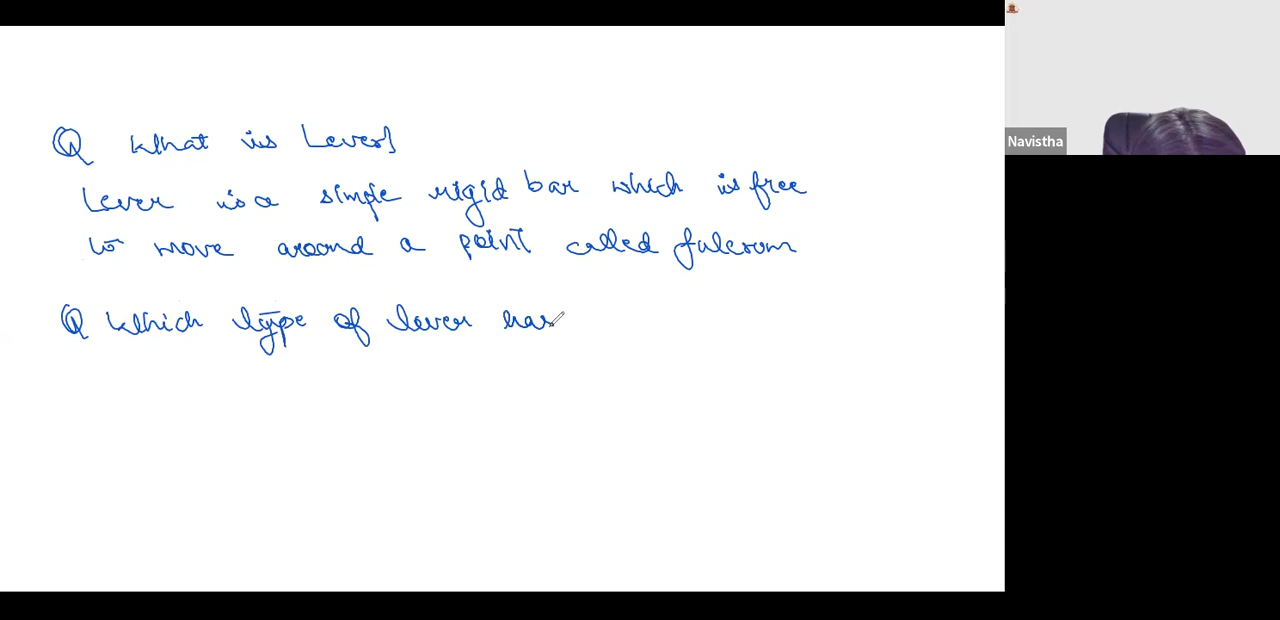 Q What is Lever?
Lever is a simple rigid bar which is free
to move around a point called fulcrum
Q Which type of lever has
Navistha